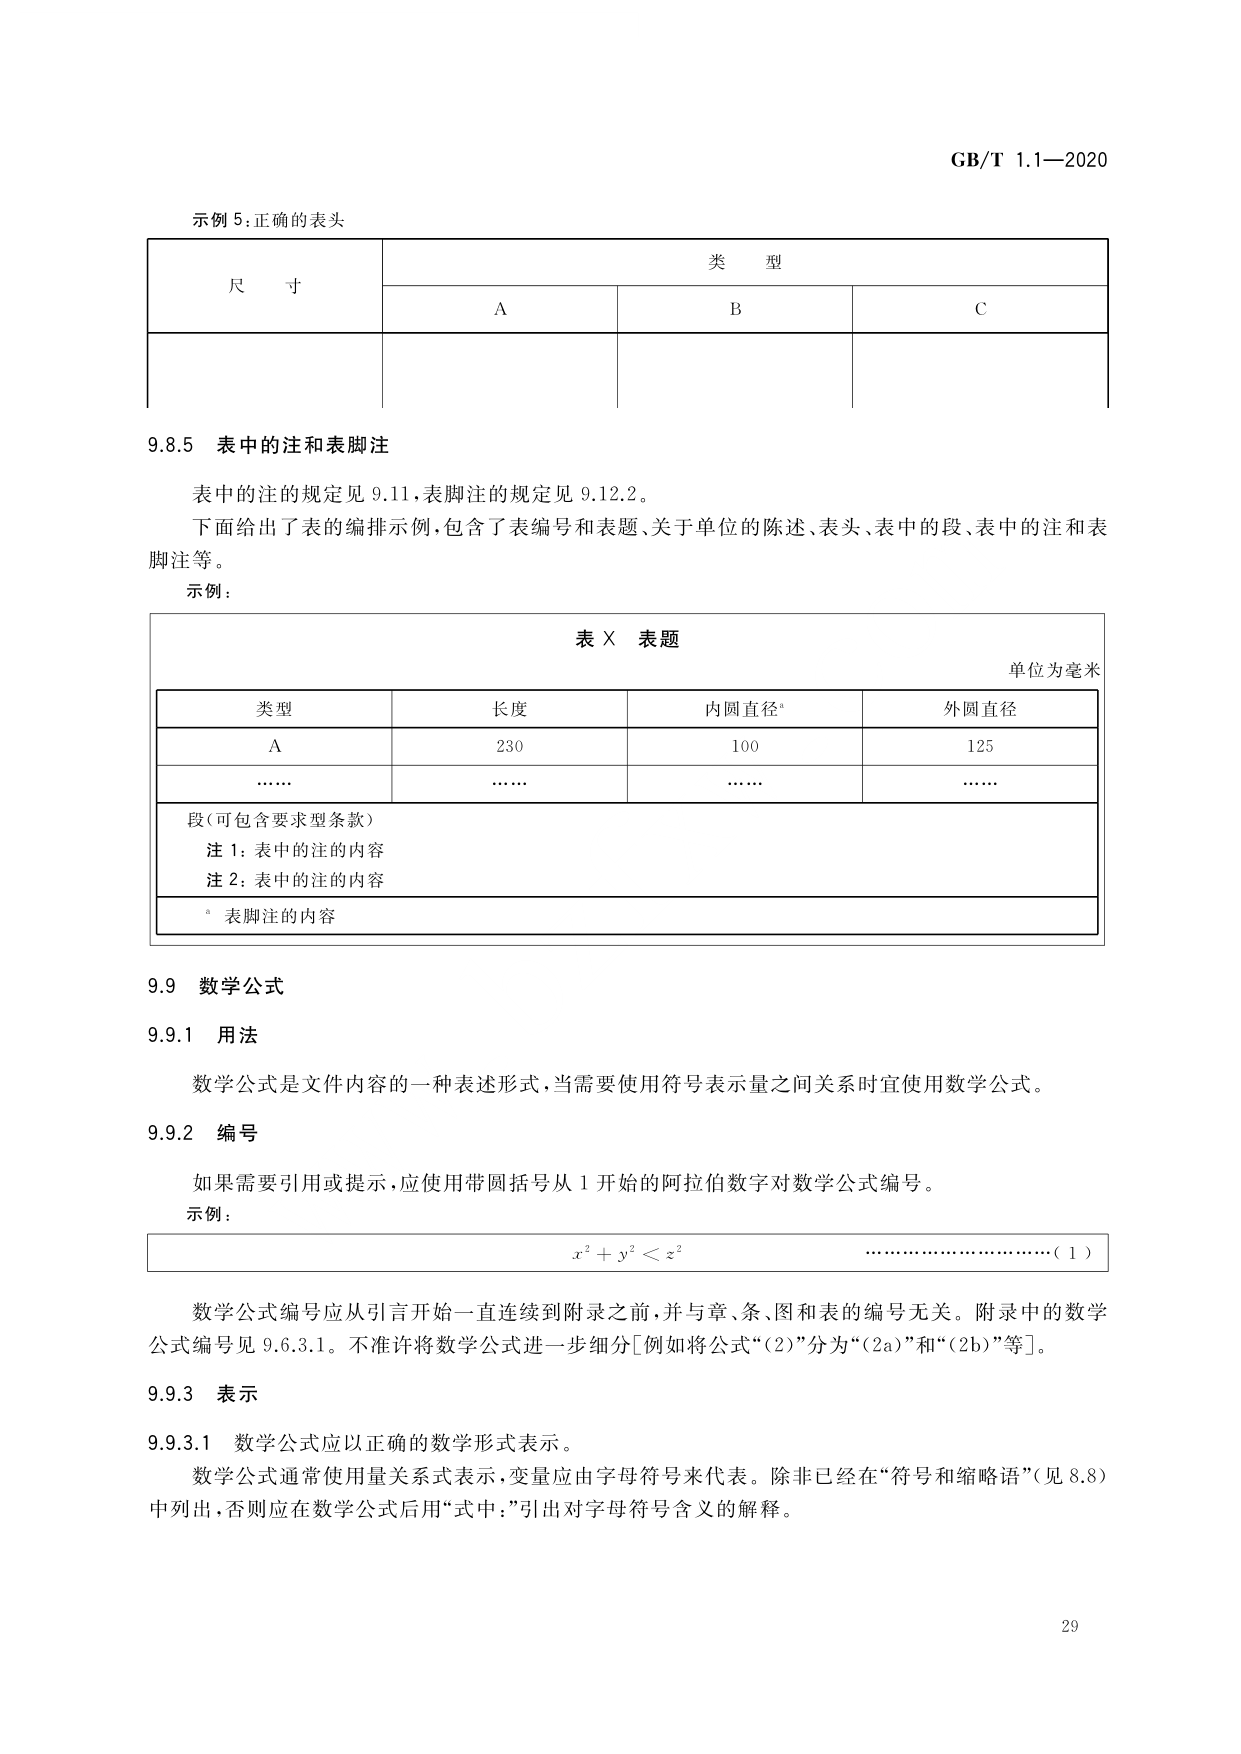 GB/T 1.1—2020
示例 5:正确的表头
尺 寸
类 型
A B C
9.8.5 表中的注和表脚注
表中的注的规定见 9.11,表脚注的规定见 9.12.2。
下面给出了表的编排示例,包含了表编号和表题、关于单位的陈述、表头、表中的段、表中的注和表
脚注等。
示例:
表 X 表题
单位为毫米
类型 长度 内圆直径ᵃ 外圆直径
A 230 100 125
…… …… …… ……
段(可包含要求型条款)
注 1: 表中的注的内容
注 2: 表中的注的内容
ᵃ 表脚注的内容
9.9 数学公式
9.9.1 用法
数学公式是文件内容的一种表述形式,当需要使用符号表示量之间关系时宜使用数学公式。
9.9.2 编号
如果需要引用或提示,应使用带圆括号从 1 开始的阿拉伯数字对数学公式编号。
示例:
x² + y² < z² …………………………( 1 )
数学公式编号应从引言开始一直连续到附录之前,并与章、条、图和表的编号无关。附录中的数学
公式编号见 9.6.3.1。不准许将数学公式进一步细分[例如将公式“(2)”分为“(2a)”和“(2b)”等]。
9.9.3 表示
9.9.3.1 数学公式应以正确的数学形式表示。
数学公式通常使用量关系式表示,变量应由字母符号来代表。除非已经在“符号和缩略语”(见 8.8)
中列出,否则应在数学公式后用“式中:”引出对字母符号含义的解释。
29